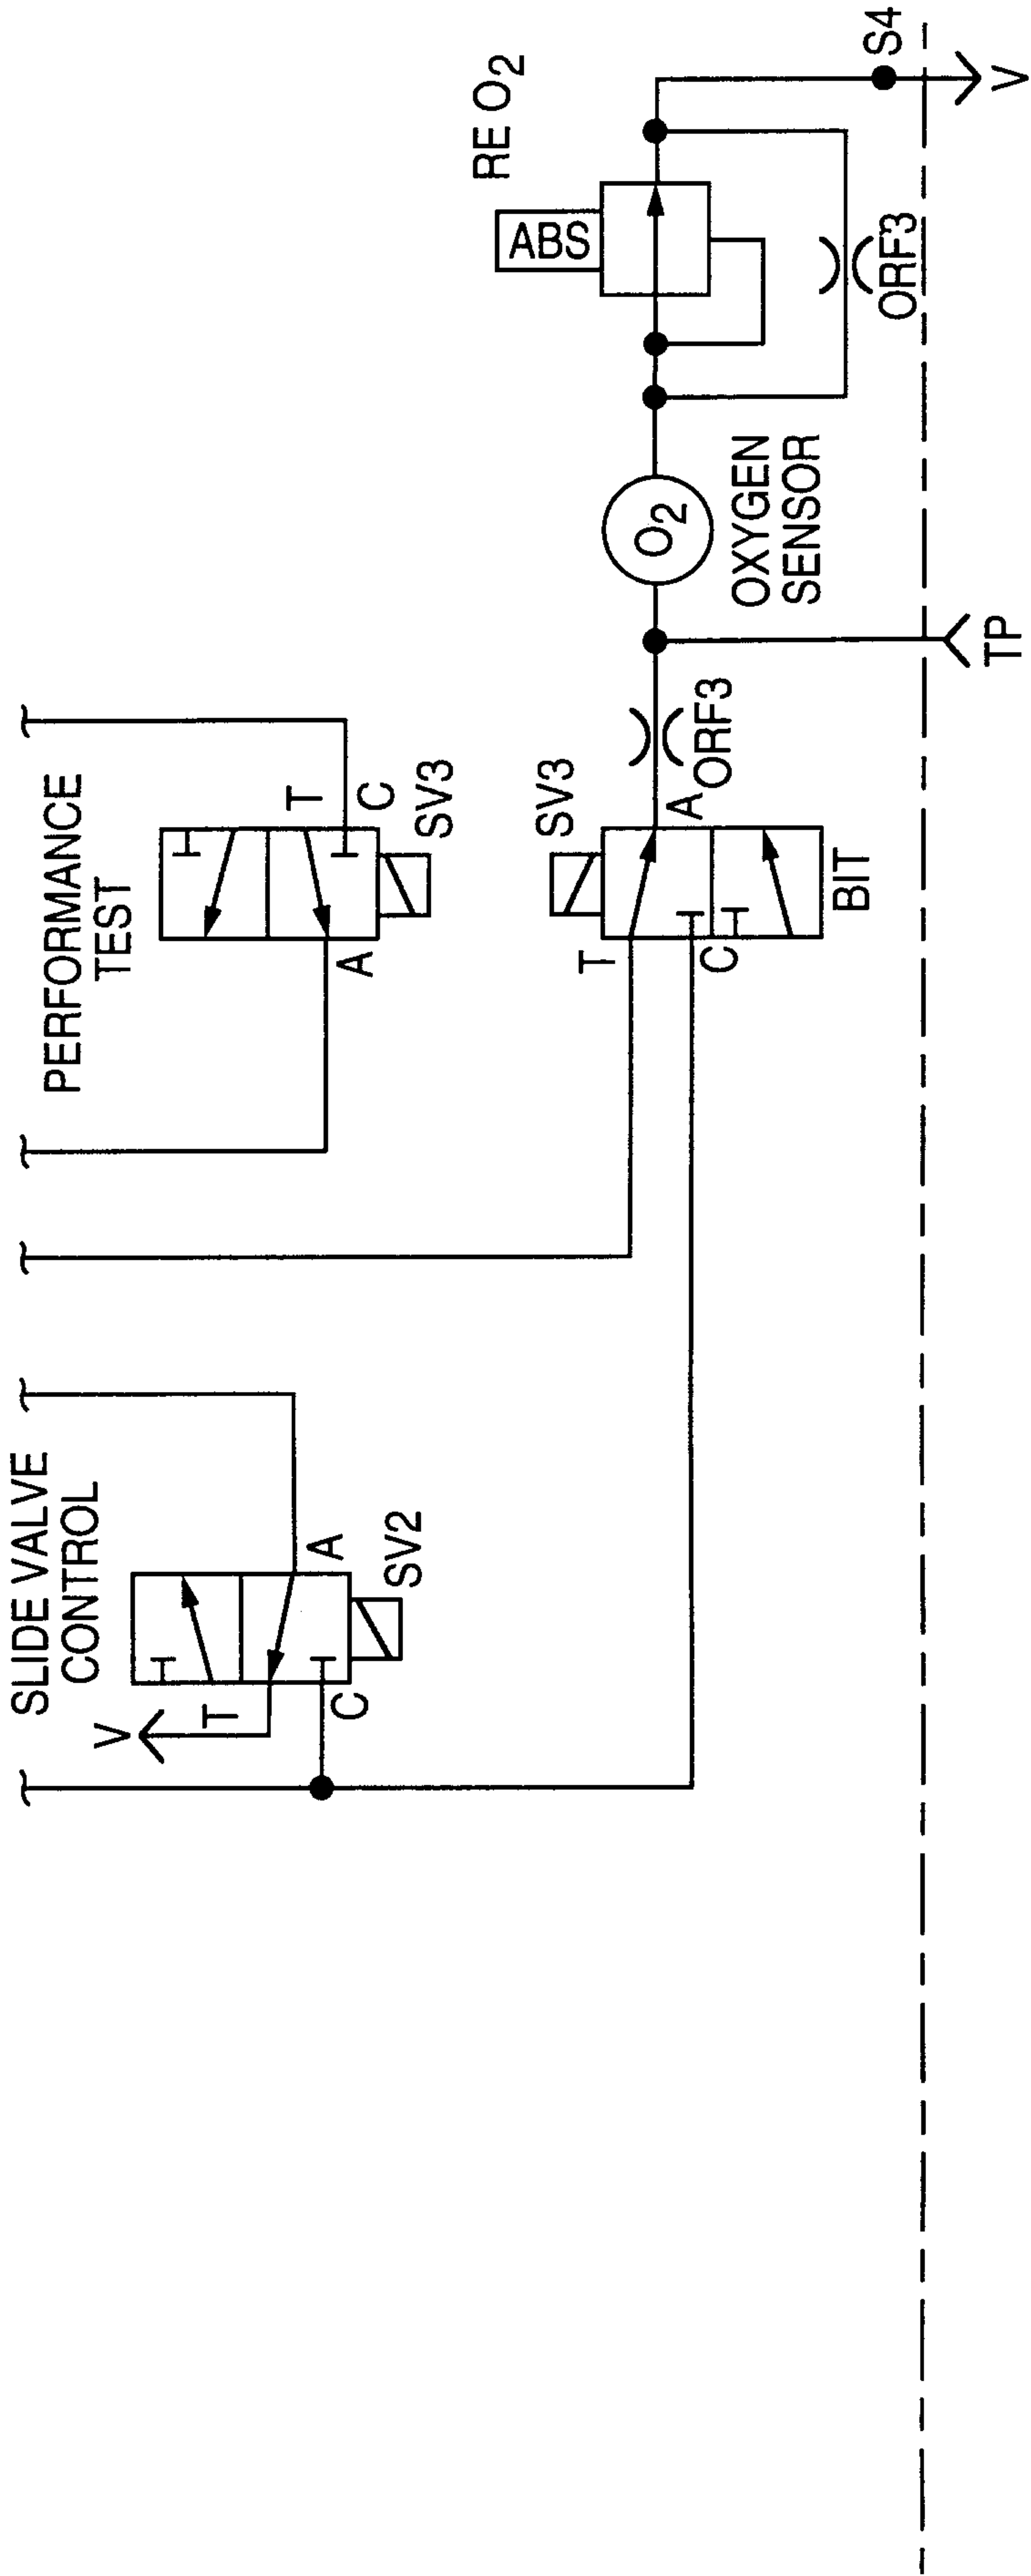 SLIDE VALVE
CONTROL
V
T
C
A
SV2
PERFORMANCE
TEST
A
T
C
SV3
SV3
T
C
A
BIT
ORF3
TP
O2
OXYGEN
SENSOR
RE O2
ABS
ORF3
S4
V